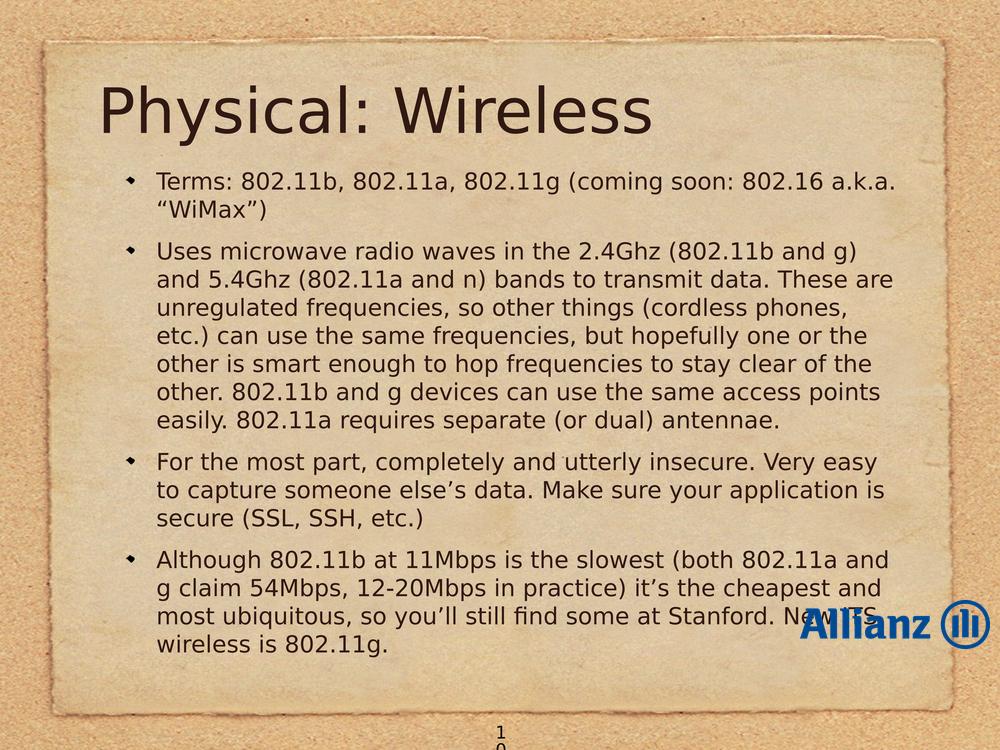 Physical: Wireless
Terms: 802.11b, 802.11a, 802.11g (coming soon: 802.16 a.k.a.
“WiMax”)
Uses microwave radio waves in the 2.4Ghz (802.11b and g)
and 5.4Ghz (802.11a and n) bands to transmit data. These are
unregulated frequencies, so other things (cordless phones,
etc.) can use the same frequencies, but hopefully one or the
other is smart enough to hop frequencies to stay clear of the
other. 802.11b and g devices can use the same access points
easily. 802.11a requires separate (or dual) antennae.
For the most part, completely and utterly insecure. Very easy
to capture someone else’s data. Make sure your application is
secure (SSL, SSH, etc.)
Although 802.11b at 11Mbps is the slowest (both 802.11a and
g claim 54Mbps, 12-20Mbps in practice) it’s the cheapest and
most ubiquitous, so you’ll still find some at Stanford. New ITS
wireless is 802.11g.
Allianz
1
0